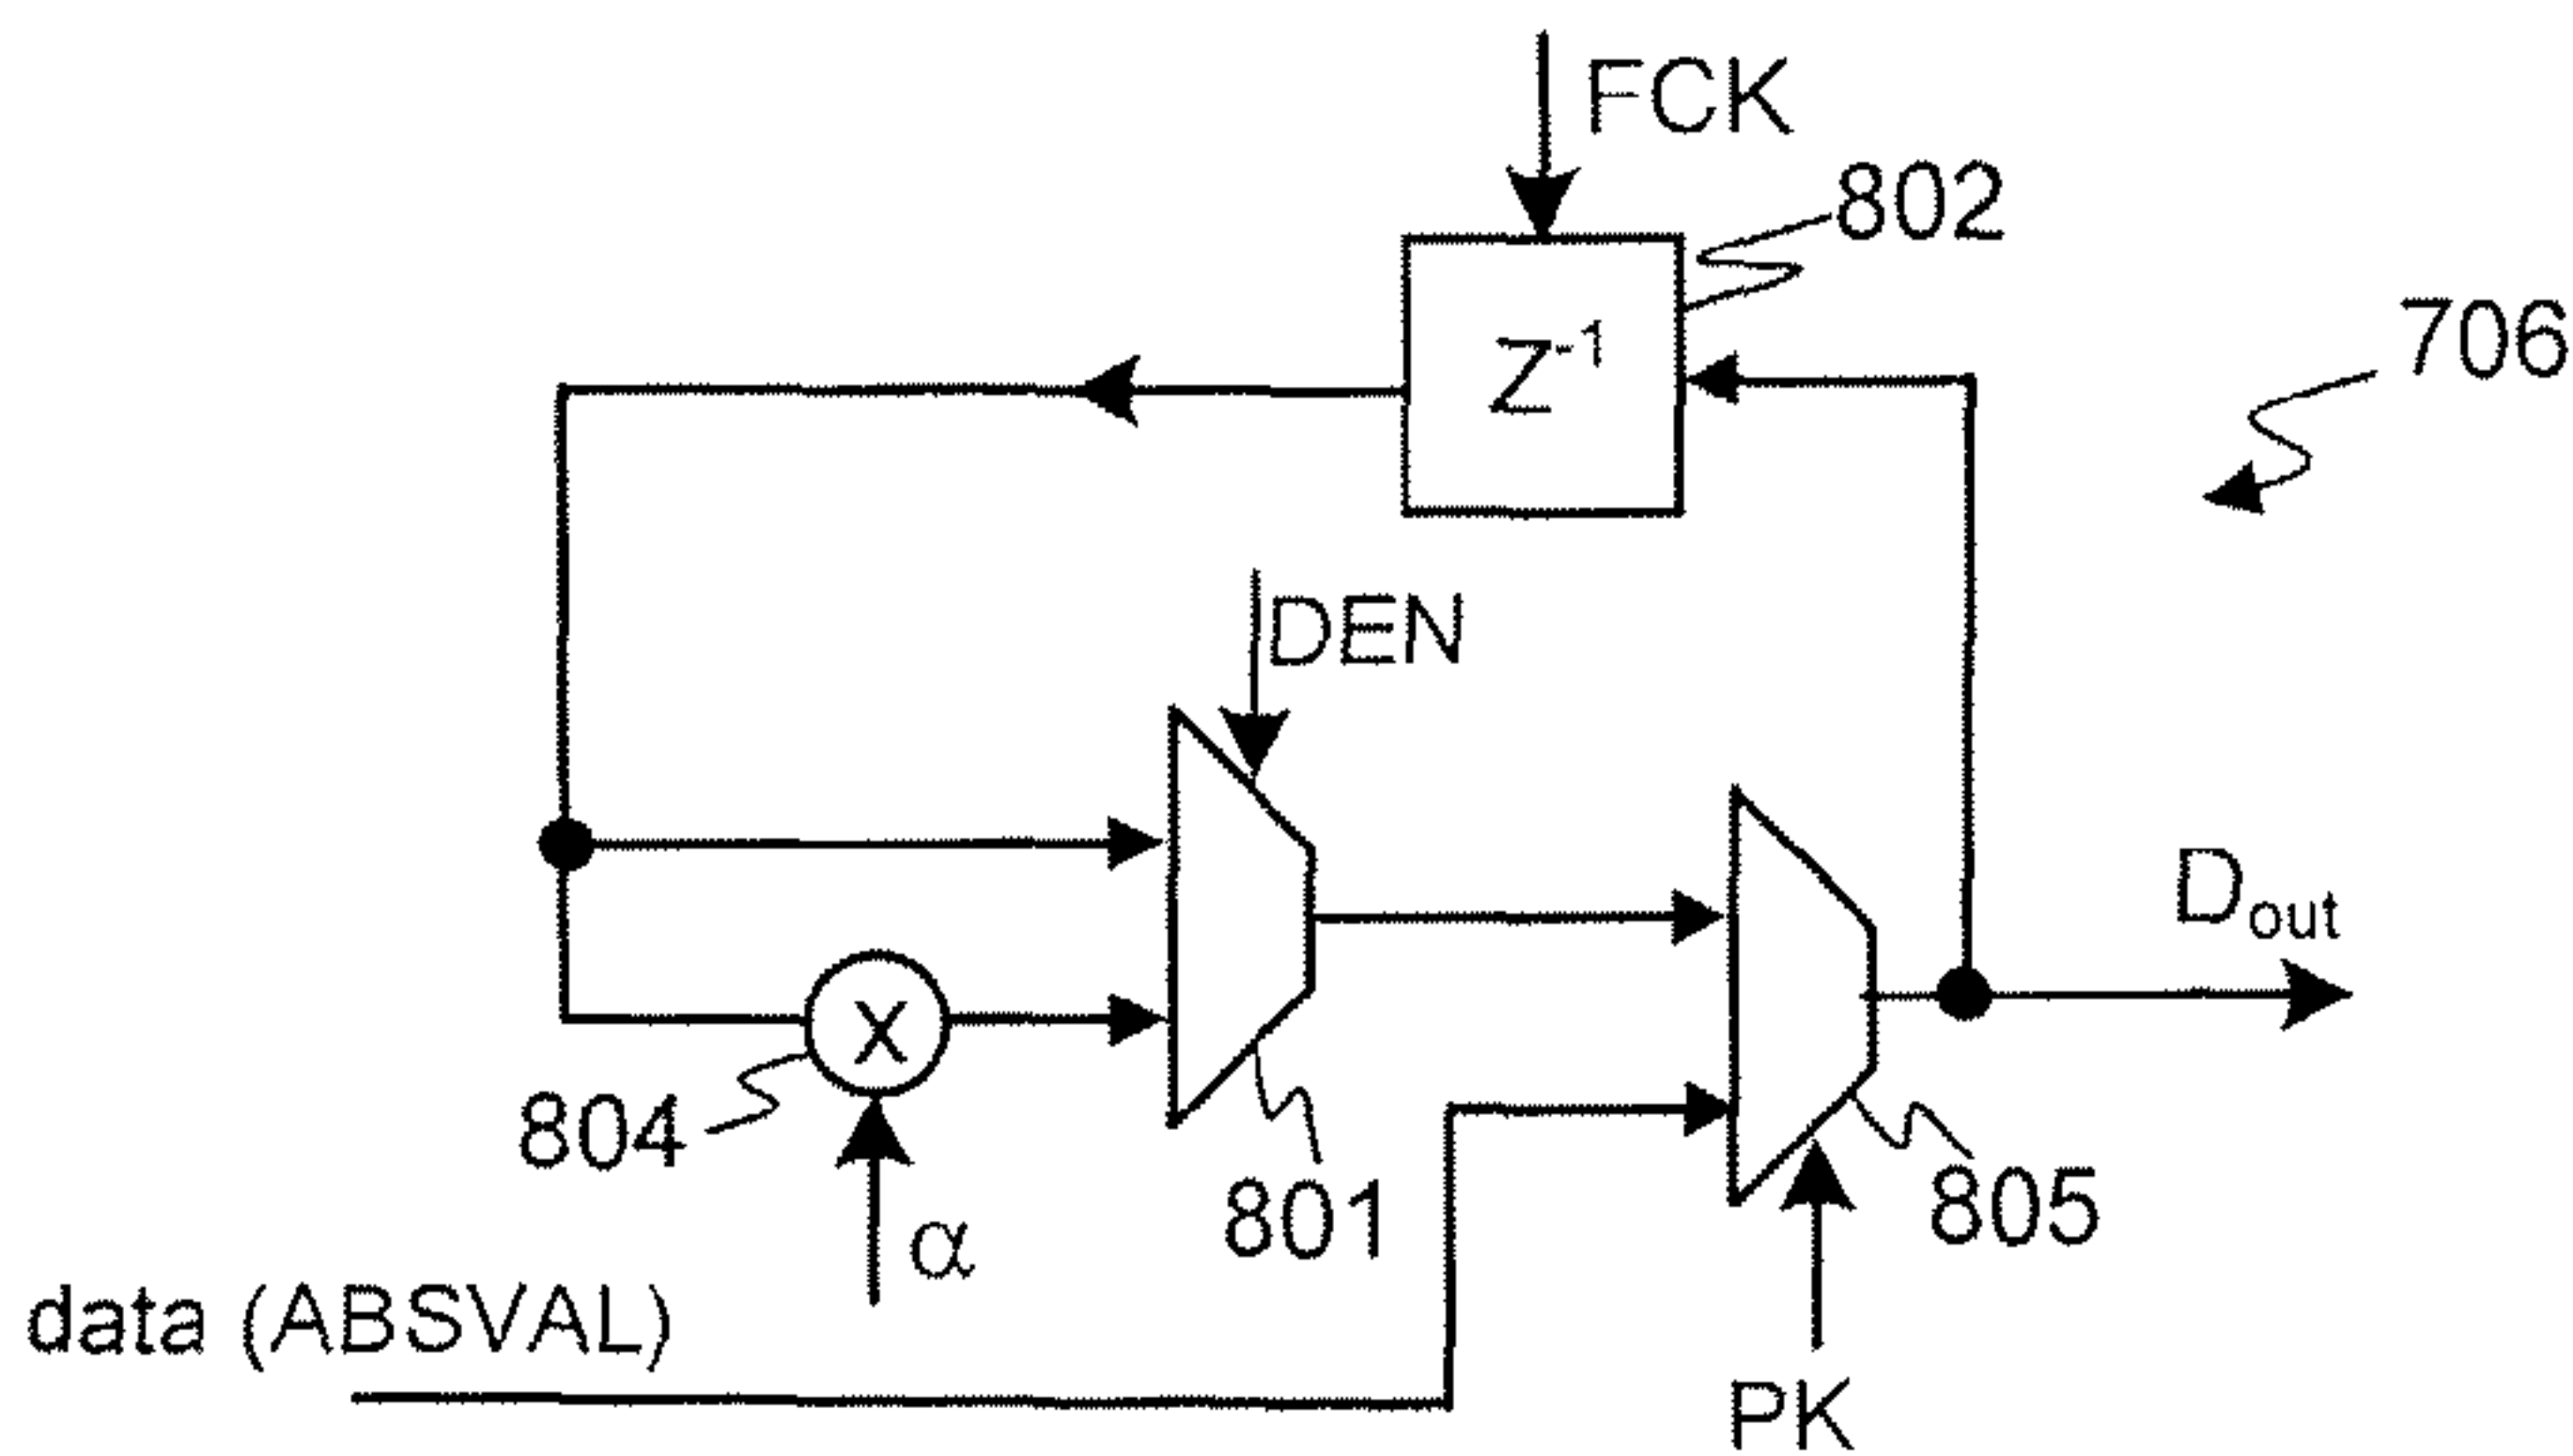 FCK
802
706
Z-1
DEN
Dout
X
804
801
805
α
data (ABSVAL)
PK